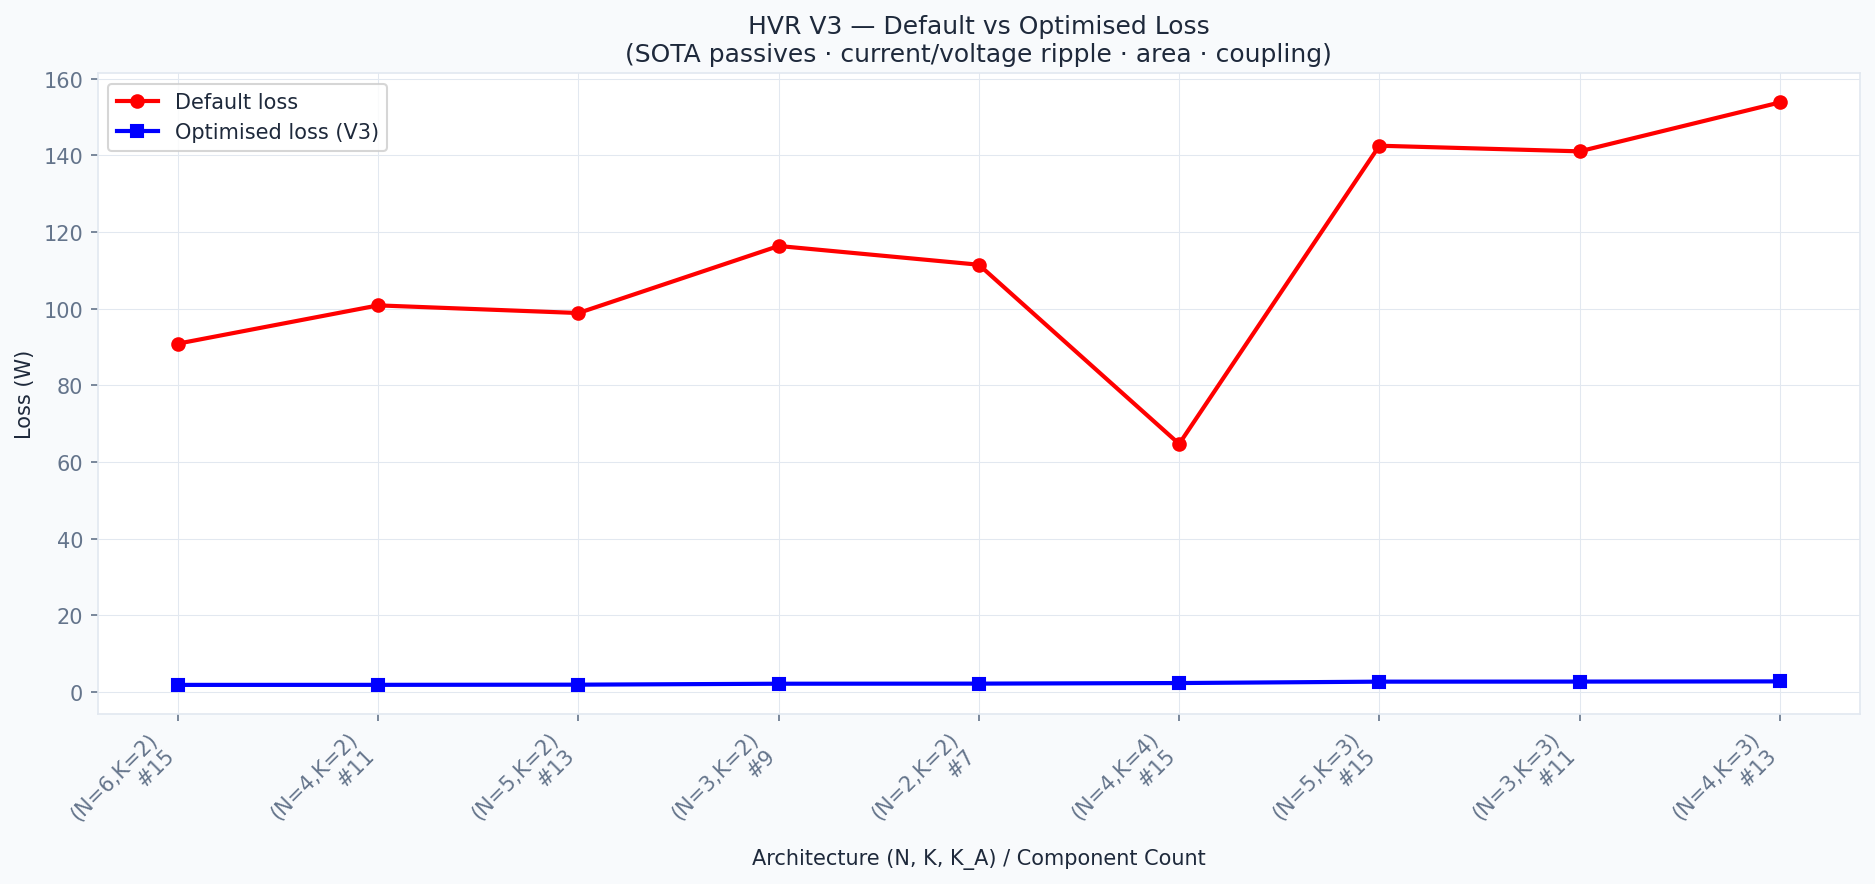 HVR V3 — Default vs Optimised Loss
(SOTA passives · current/voltage ripple · area · coupling)
Default loss
Optimised loss (V3)
Loss (W)
160
140
120
100
80
60
40
20
0
(N=6,K=2)
#15
(N=4,K=2)
#11
(N=5,K=2)
#13
(N=3,K=2)
#9
(N=2,K=2)
#7
(N=4,K=4)
#15
(N=5,K=3)
#15
(N=3,K=3)
#11
(N=4,K=3)
#13
Architecture (N, K, K_A) / Component Count